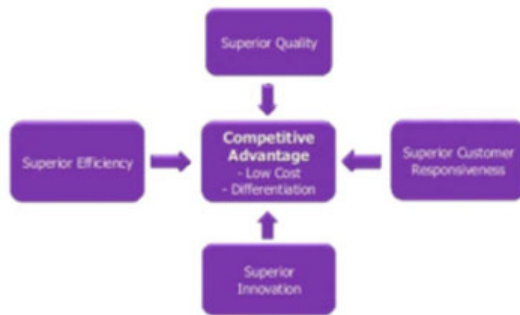 Superior Quality
Superior Efficiency
Competitive
Advantage
- Low Cost
- Differentiation
Superior Customer
Responsiveness
Superior
Innovation